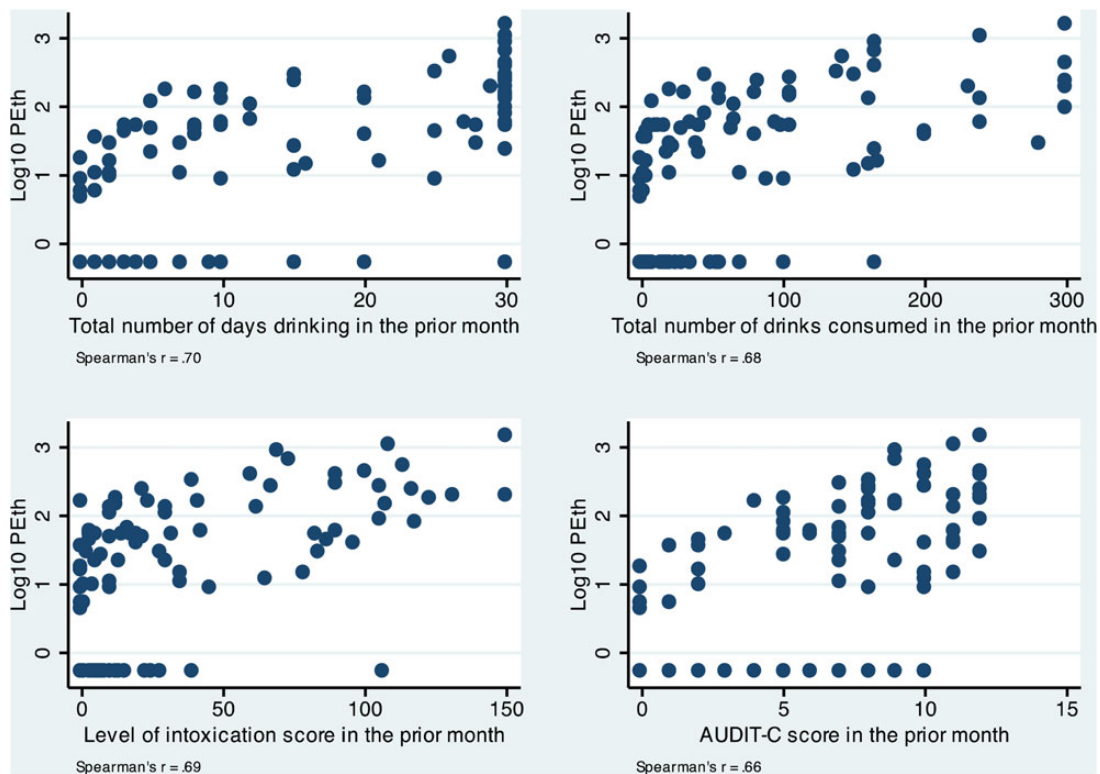 Log10 PEth
3
2
1
0
0
10
20
30
Total number of days drinking in the prior month
Spearman's r = .70
Log10 PEth
3
2
1
0
0
100
200
300
Total number of drinks consumed in the prior month
Spearman's r = .68
Log10 PEth
3
2
1
0
0
50
100
150
Level of intoxication score in the prior month
Spearman's r = .69
Log10 PEth
3
2
1
0
0
5
10
15
AUDIT-C score in the prior month
Spearman's r = .66